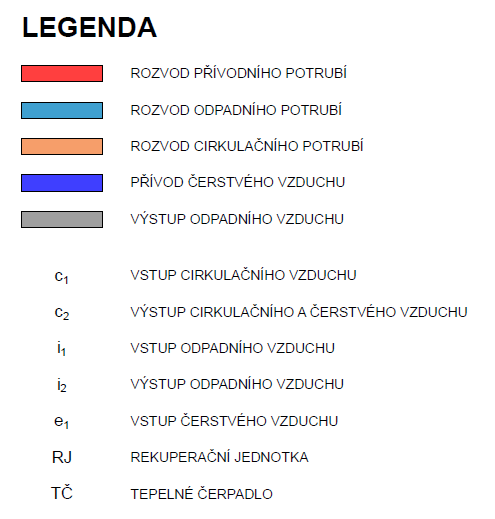 LEGENDA
ROZVOD PŘÍVODNÍHO POTRUBÍ
ROZVOD ODPADNÍHO POTRUBÍ
ROZVOD CIRKULAČNÍHO POTRUBÍ
PŘÍVOD ČERSTVÉHO VZDUCHU
VÝSTUP ODPADNÍHO VZDUCHU
c₁ VSTUP CIRKULAČNÍHO VZDUCHU
c₂ VÝSTUP CIRKULAČNÍHO A ČERSTVÉHO VZDUCHU
i₁ VSTUP ODPADNÍHO VZDUCHU
i₂ VÝSTUP ODPADNÍHO VZDUCHU
e₁ VSTUP ČERSTVÉHO VZDUCHU
RJ REKUPERAČNÍ JEDNOTKA
TČ TEPELNÉ ČERPADLO